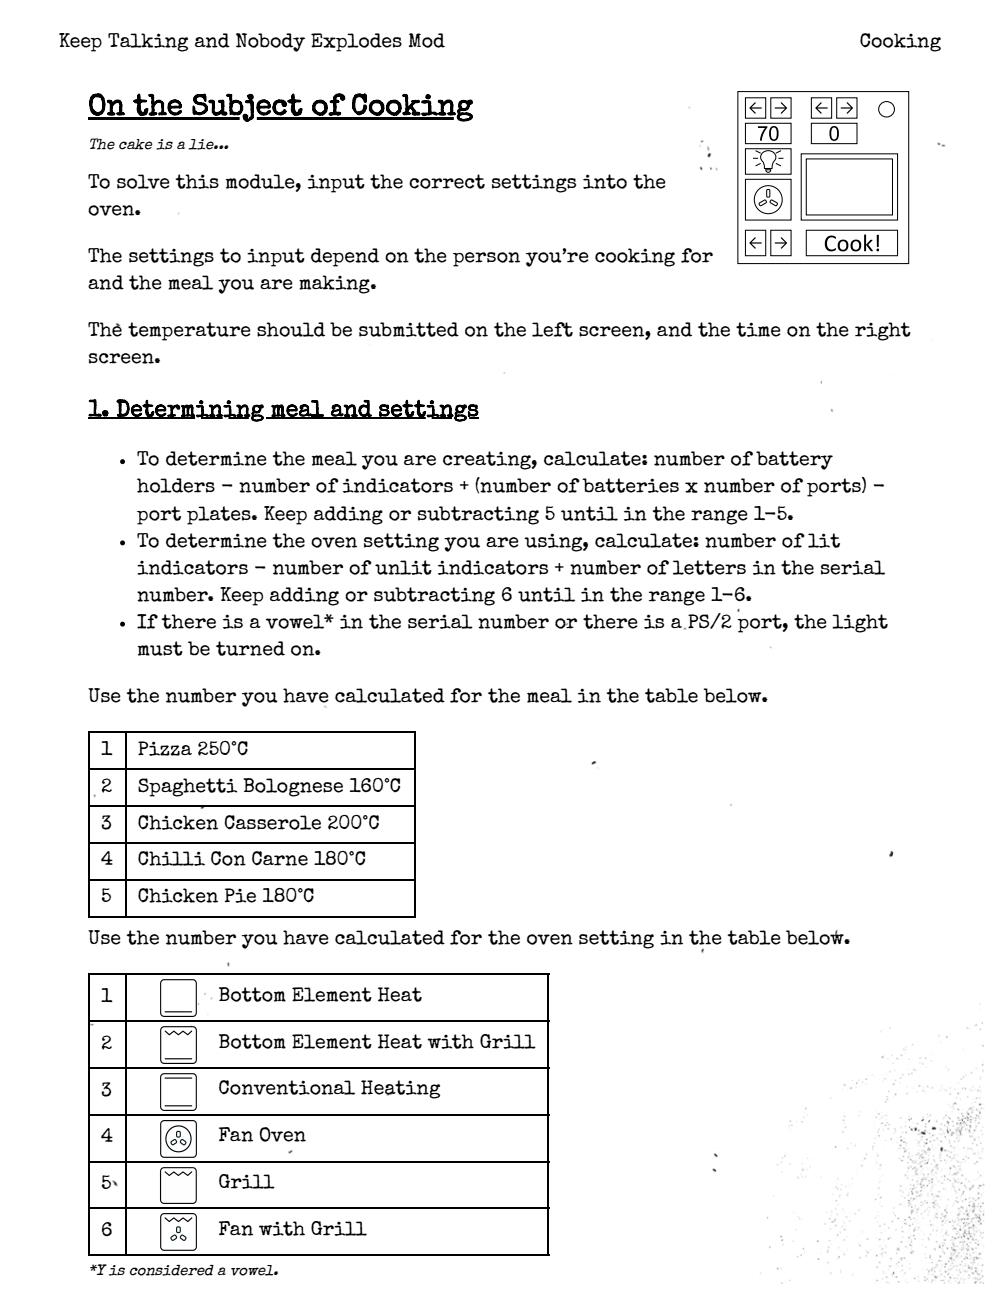 Keep Talking and Nobody Explodes Mod Cooking
On the Subject of Cooking
The cake is a lie...
To solve this module, input the correct settings into the
oven.
The settings to input depend on the person you're cooking for
and the meal you are making.
The temperature should be submitted on the left screen, and the time on the right
screen.
← → ← →
70 0
← → Cook!
1. Determining meal and settings
• To determine the meal you are creating, calculate: number of battery
holders - number of indicators + (number of batteries x number of ports) -
port plates. Keep adding or subtracting 5 until in the range 1-5.
• To determine the oven setting you are using, calculate: number of lit
indicators - number of unlit indicators + number of letters in the serial
number. Keep adding or subtracting 6 until in the range 1-6.
• If there is a vowel* in the serial number or there is a PS/2 port, the light
must be turned on.
Use the number you have calculated for the meal in the table below.
1 Pizza 250°C
2 Spaghetti Bolognese 160°C
3 Chicken Casserole 200°C
4 Chilli Con Carne 180°C
5 Chicken Pie 180°C
Use the number you have calculated for the oven setting in the table below.
1 Bottom Element Heat
2 Bottom Element Heat with Grill
3 Conventional Heating
4 Fan Oven
5 Grill
6 Fan with Grill
*Y is considered a vowel.